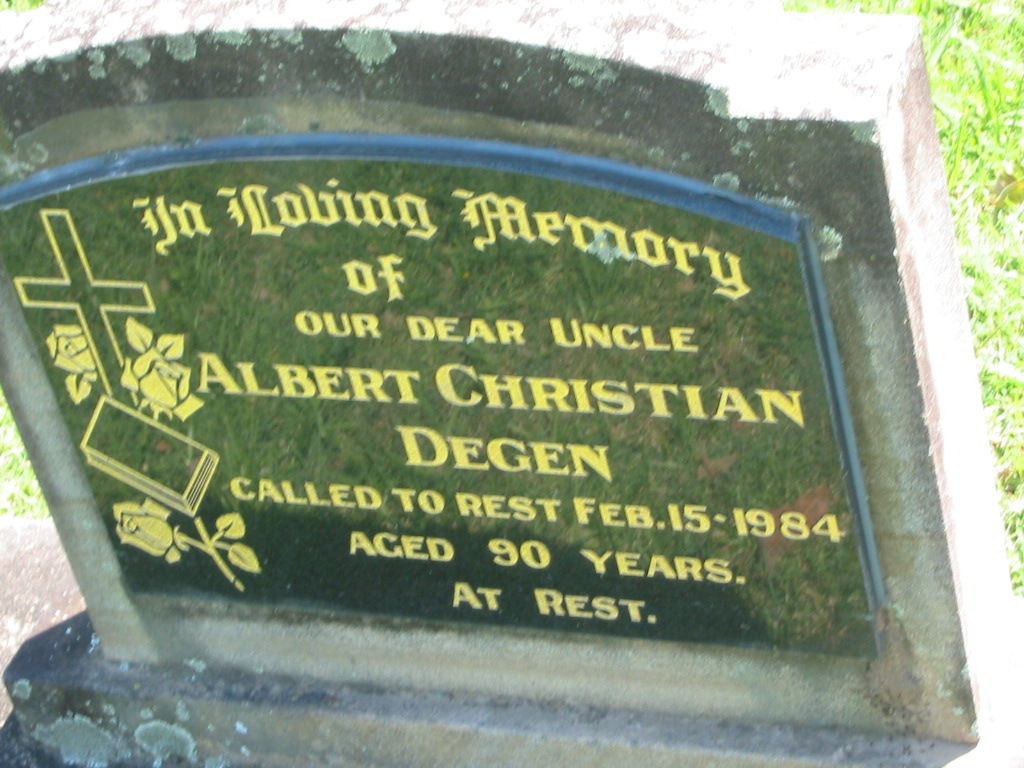 In Loving Memory
of
OUR DEAR UNCLE
ALBERT CHRISTIAN
DEGEN
CALLED TO REST FEB. 15-1984
AGED 90 YEARS.
AT REST.